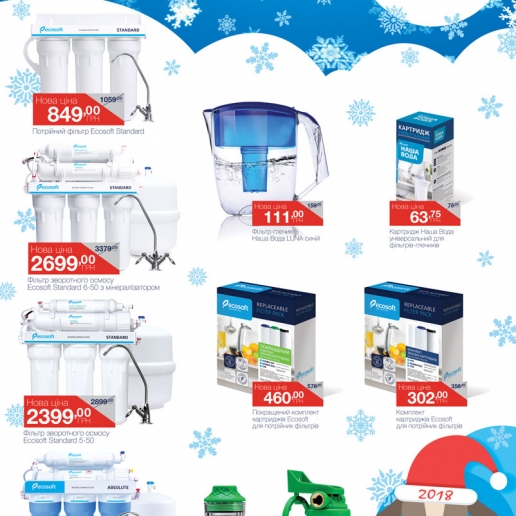 ecosoft STANDARD
Нова ціна 1059,00
849,00 ГРН
Потрійний фільтр Ecosoft Standard
ecosoft STANDARD
Нова ціна 3379,00
2699,00 ГРН
Фільтр зворотного осмосу
Ecosoft Standard 6-50 з мінералізатором
ecosoft STANDARD
Нова ціна 2899,00
2399,00 ГРН
Фільтр зворотного осмосу
Ecosoft Standard 5-50
ecosoft ABSOLUTE
Нова ціна 159,00
111,00 ГРН
Фільтр-глечик
Наша Вода LUNA синій
КАРТРИДЖ
НАША
ВОДА
Нова ціна
63,75 ГРН
Картридж Наша Вода
універсальний для
фільтрів-глечиків
ecosoft
REPLACEABLE
FILTER PACK
Нова ціна
460,00 ГРН
Покращений комплект
картриджів Ecosoft
для потрійних фільтрів
ecosoft
REPLACEABLE
FILTER PACK
Нова ціна
302,00 ГРН
Комплект
картриджів Ecosoft
для потрійних фільтрів
2018